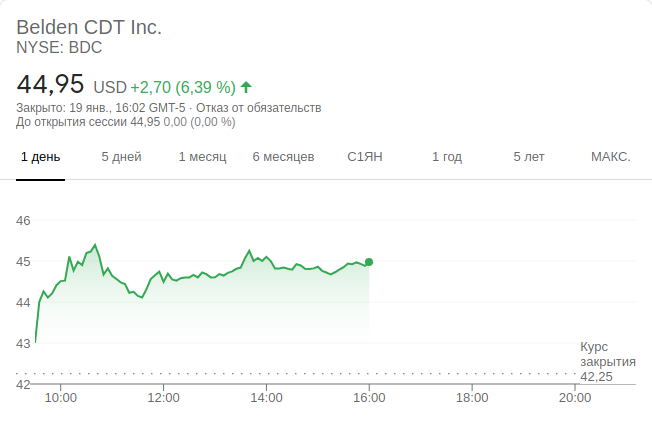 Belden CDT Inc.
NYSE: BDC
44,95 USD +2,70 (6,39 %)
Закрыто: 19 янв., 16:02 GMT-5 · Отказ от обязательств
До открытия сессии 44,95 0,00 (0,00 %)
1 день 5 дней 1 месяц 6 месяцев С1ЯН 1 год 5 лет МАКС.
46
45
44
43
Курс
закрытия
42,25
42
10:00 12:00 14:00 16:00 18:00 20:00